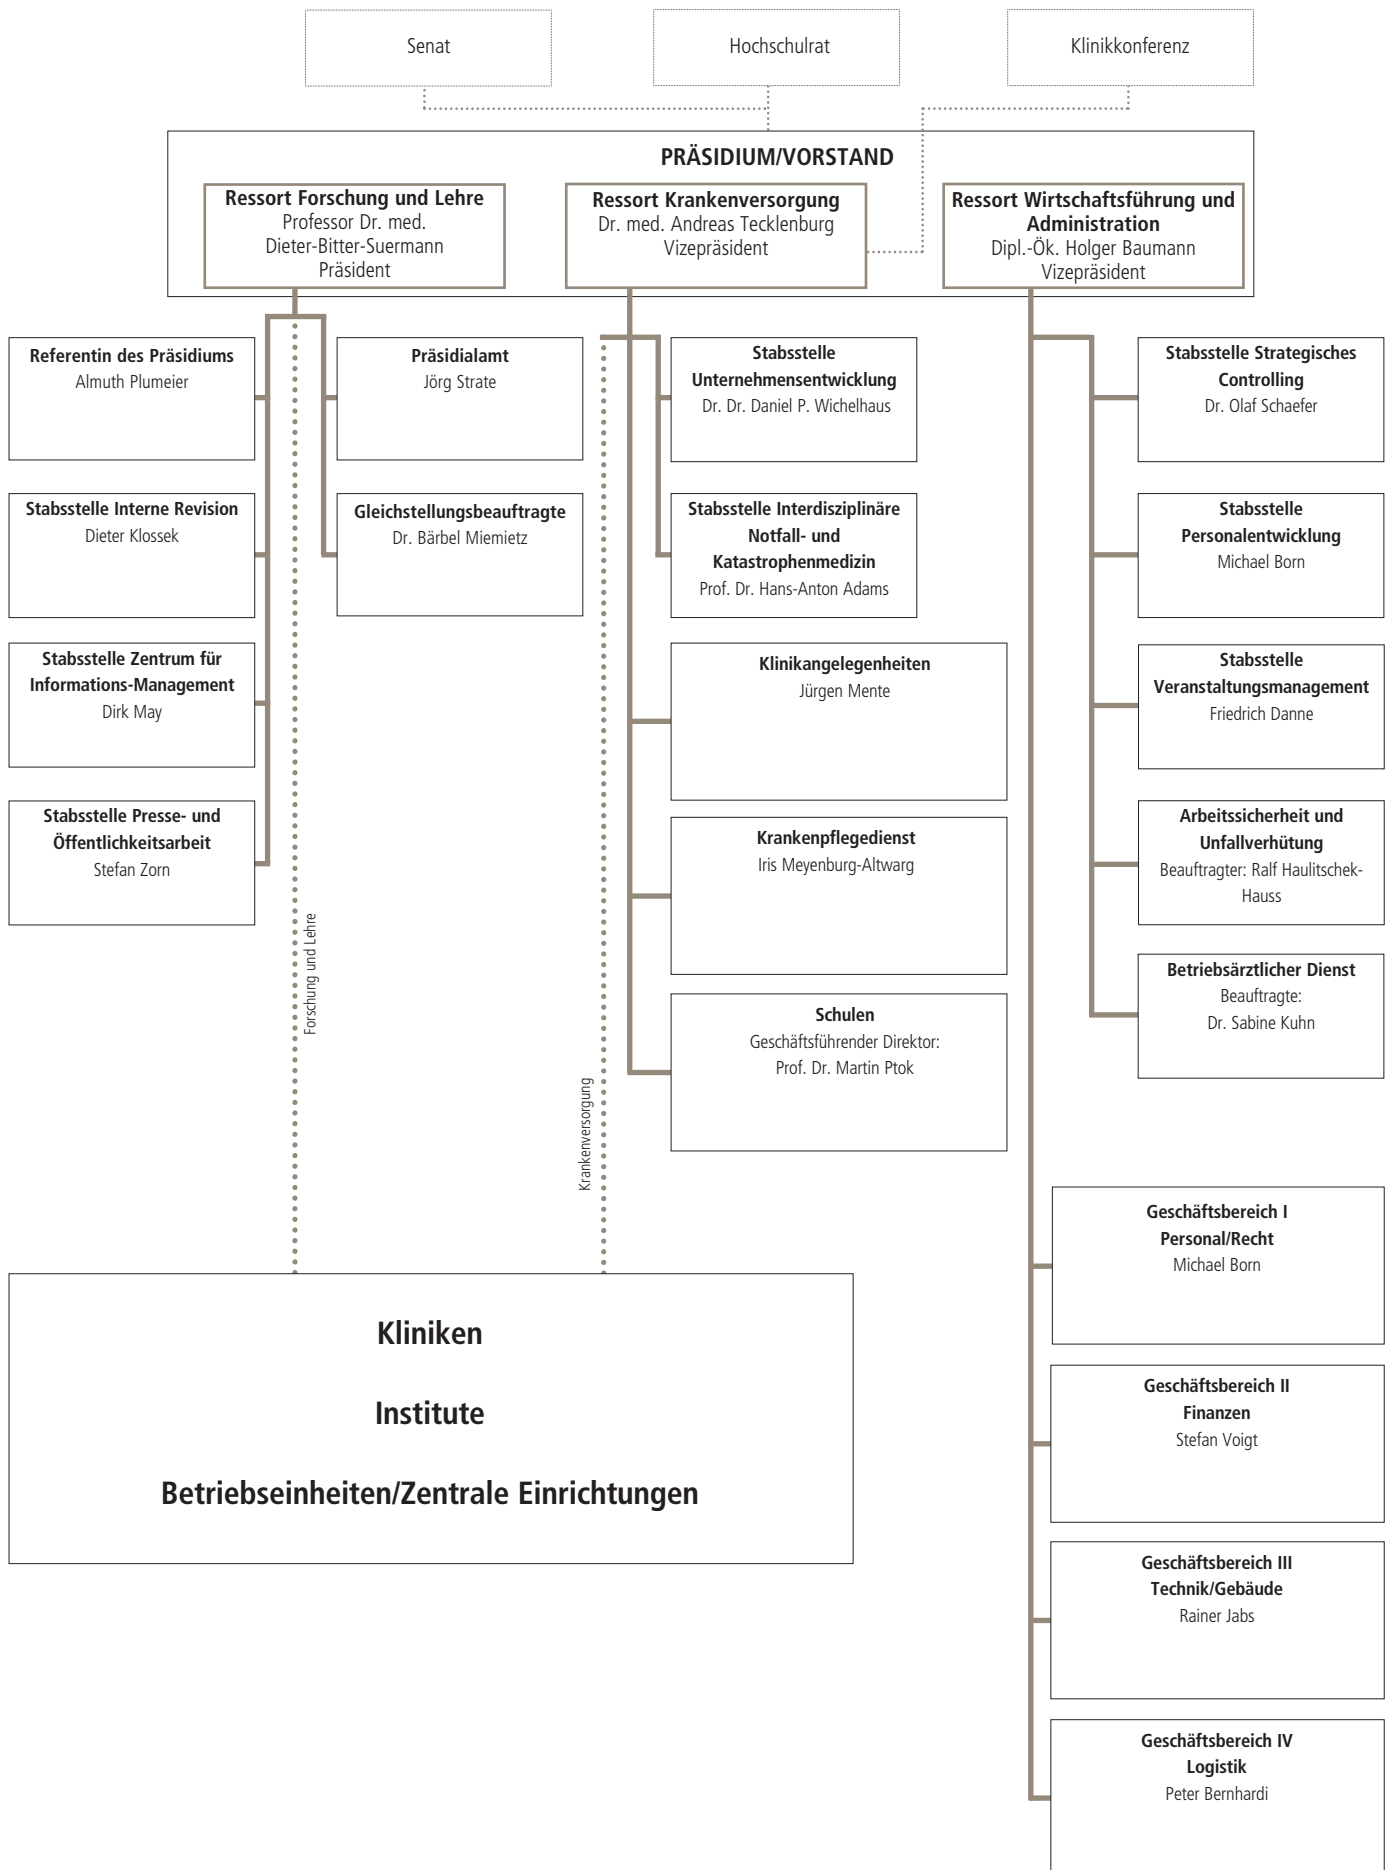 Senat
Hochschulrat
Klinikkonferenz
PRÄSIDIUM/VORSTAND
Ressort Forschung und Lehre
Professor Dr. med.
Dieter-Bitter-Suermann
Präsident
Ressort Krankenversorgung
Dr. med. Andreas Tecklenburg
Vizepräsident
Ressort Wirtschaftsführung und
Administration
Dipl.-Ök. Holger Baumann
Vizepräsident
Referentin des Präsidiums
Almuth Plumeier
Präsidialamt
Jörg Strate
Stabsstelle Interne Revision
Dieter Klossek
Gleichstellungsbeauftragte
Dr. Bärbel Miemietz
Stabsstelle Zentrum für
Informations-Management
Dirk May
Stabsstelle Presse- und
Öffentlichkeitsarbeit
Stefan Zorn
Forschung und Lehre
Stabsstelle
Unternehmensentwicklung
Dr. Dr. Daniel P. Wichelhaus
Stabsstelle Interdisziplinäre
Notfall- und
Katastrophenmedizin
Prof. Dr. Hans-Anton Adams
Klinikangelegenheiten
Jürgen Mente
Krankenpflegedienst
Iris Meyenburg-Altwarg
Schulen
Geschäftsführender Direktor:
Prof. Dr. Martin Ptok
Krankenversorgung
Stabsstelle Strategisches
Controlling
Dr. Olaf Schaefer
Stabsstelle
Personalentwicklung
Michael Born
Stabsstelle
Veranstaltungsmanagement
Friedrich Danne
Arbeitssicherheit und
Unfallverhütung
Beauftragter: Ralf Haulitschek-
Hauss
Betriebsärztlicher Dienst
Beauftragte:
Dr. Sabine Kuhn
Geschäftsbereich I
Personal/Recht
Michael Born
Geschäftsbereich II
Finanzen
Stefan Voigt
Geschäftsbereich III
Technik/Gebäude
Rainer Jabs
Geschäftsbereich IV
Logistik
Peter Bernhardi
Kliniken
Institute
Betriebseinheiten/Zentrale Einrichtungen